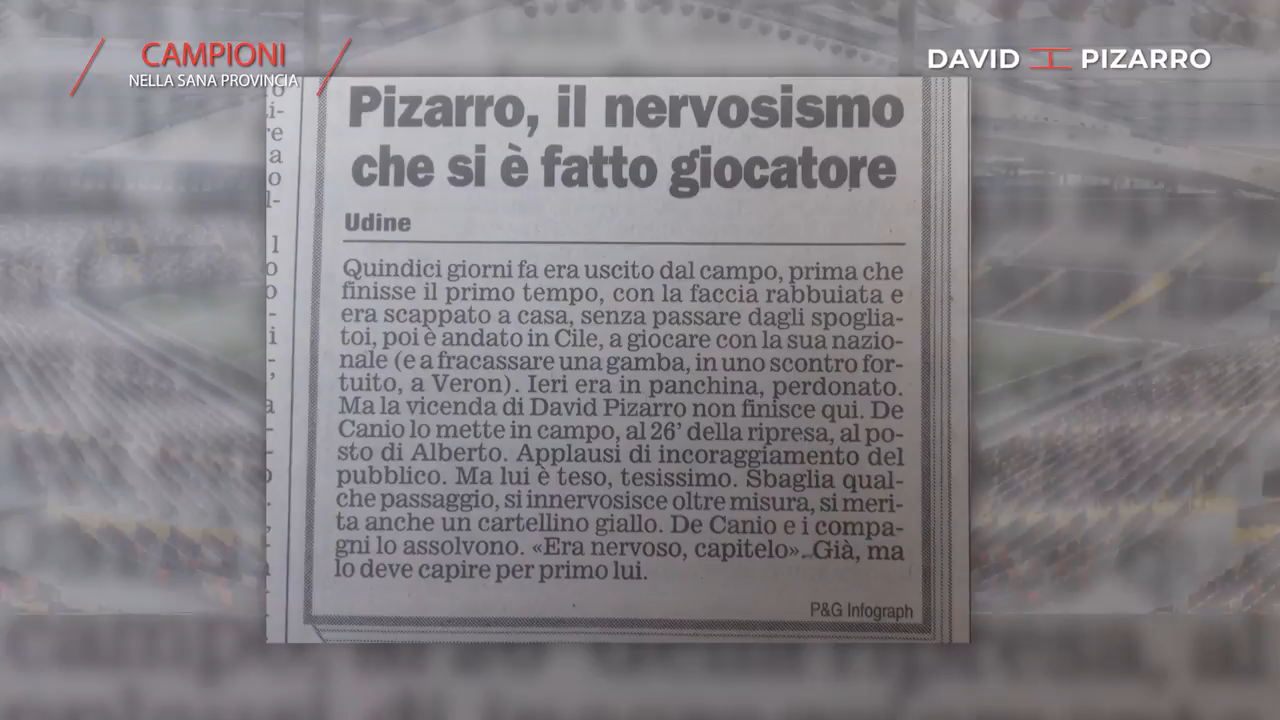 CAMPIONI
NELLA SANA PROVINCIA
DAVID PIZARRO
Pizarro, il nervosismo
che si è fatto giocatore
Udine
Quindici giorni fa era uscito dal campo, prima che
finisse il primo tempo, con la faccia rabbuiata e
era scappato a casa, senza passare dagli spoglia-
toi, poi è andato in Cile, a giocare con la sua nazio-
nale (e a fracassare una gamba, in uno scontro for-
tuito, a Veron). Ieri era in panchina, perdonato.
Ma la vicenda di David Pizarro non finisce qui. De
Canio lo mette in campo, al 26' della ripresa, al po-
sto di Alberto. Applausi di incoraggiamento del
pubblico. Ma lui è teso, tesissimo. Sbaglia qual-
che passaggio, si innervosisce oltre misura, si meri-
ta anche un cartellino giallo. De Canio e i compa-
gni lo assolvono. «Era nervoso, capitelo». Già, ma
lo deve capire per primo lui.
P&G Infograph